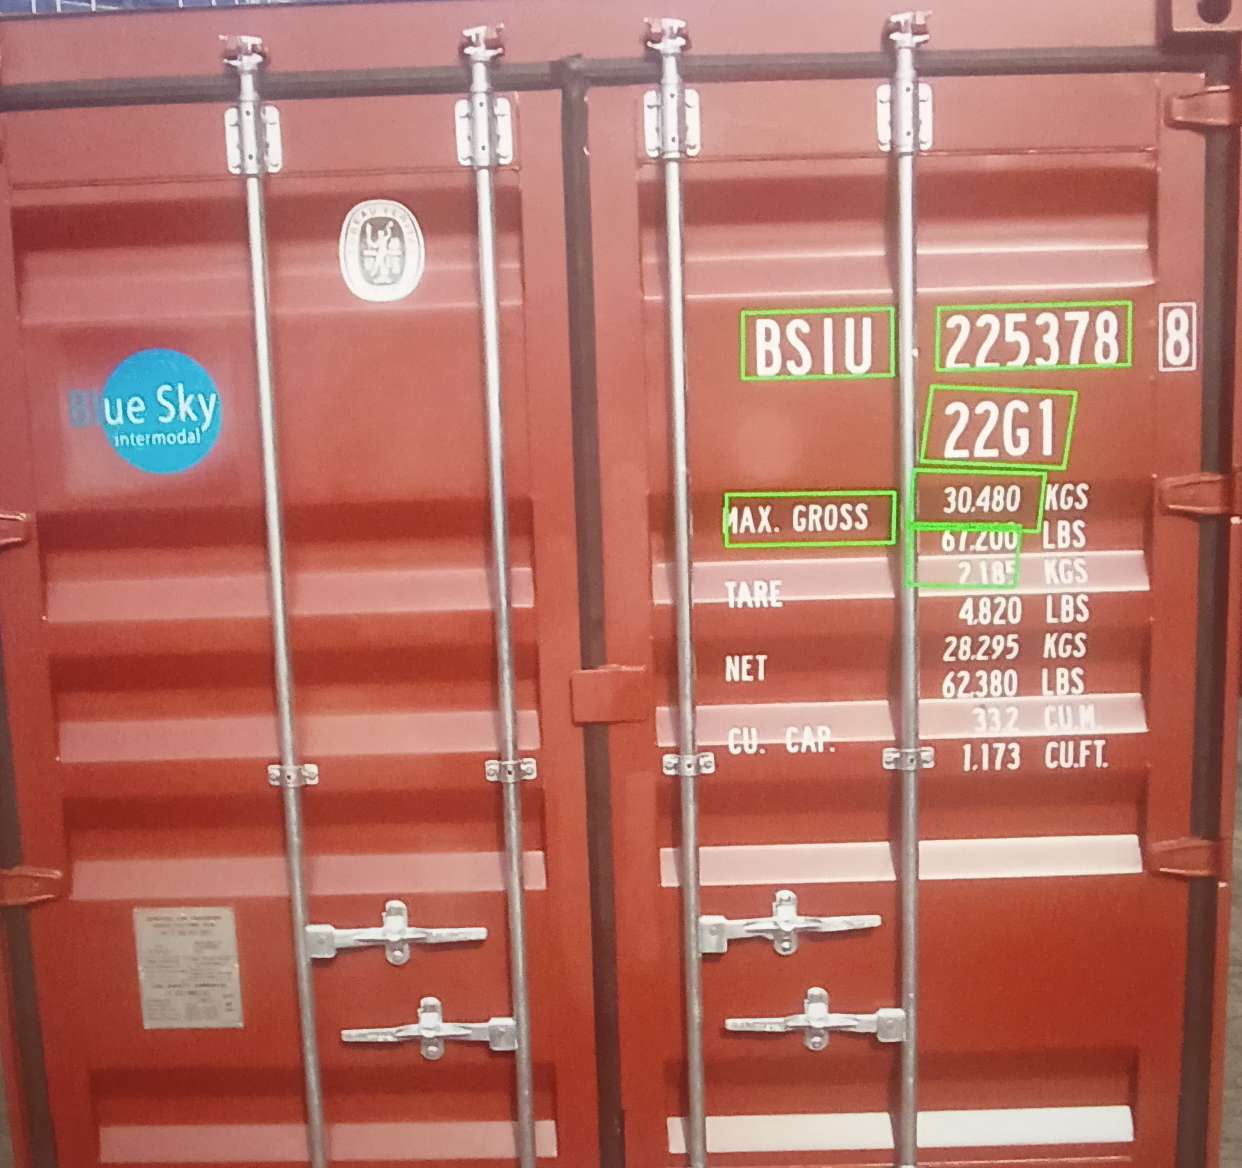 BSIU 225378 8
22G1
MAX. GROSS 30.480 KGS
67.200 LBS
TARE 2.185 KGS
4.820 LBS
NET 28.295 KGS
62.380 LBS
CU. CAP. 33.2 CU.M.
1.173 CU.FT.
Blue Sky
intermodal